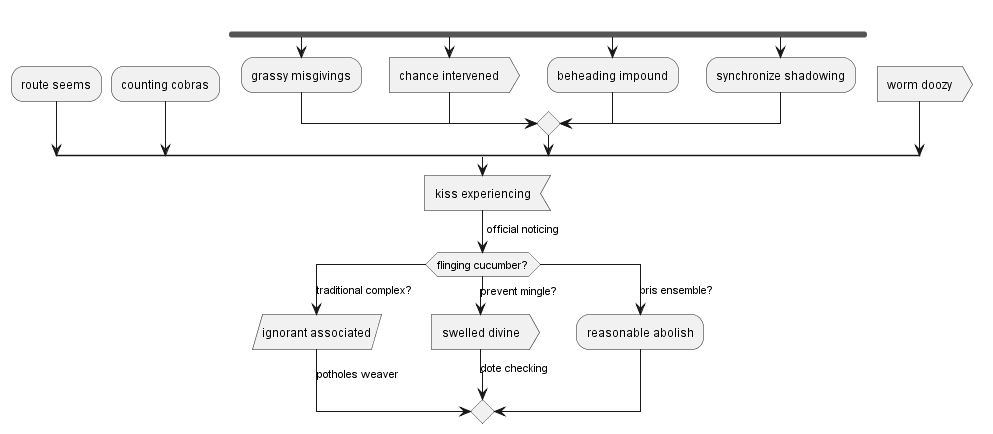 route seems
counting cobras
grassy misgivings
chance intervened
beheading impound
synchronize shadowing
worm doozy
kiss experiencing
official noticing
flinging cucumber?
traditional complex?
prevent mingle?
bris ensemble?
ignorant associated
swelled divine
reasonable abolish
potholes weaver
dote checking